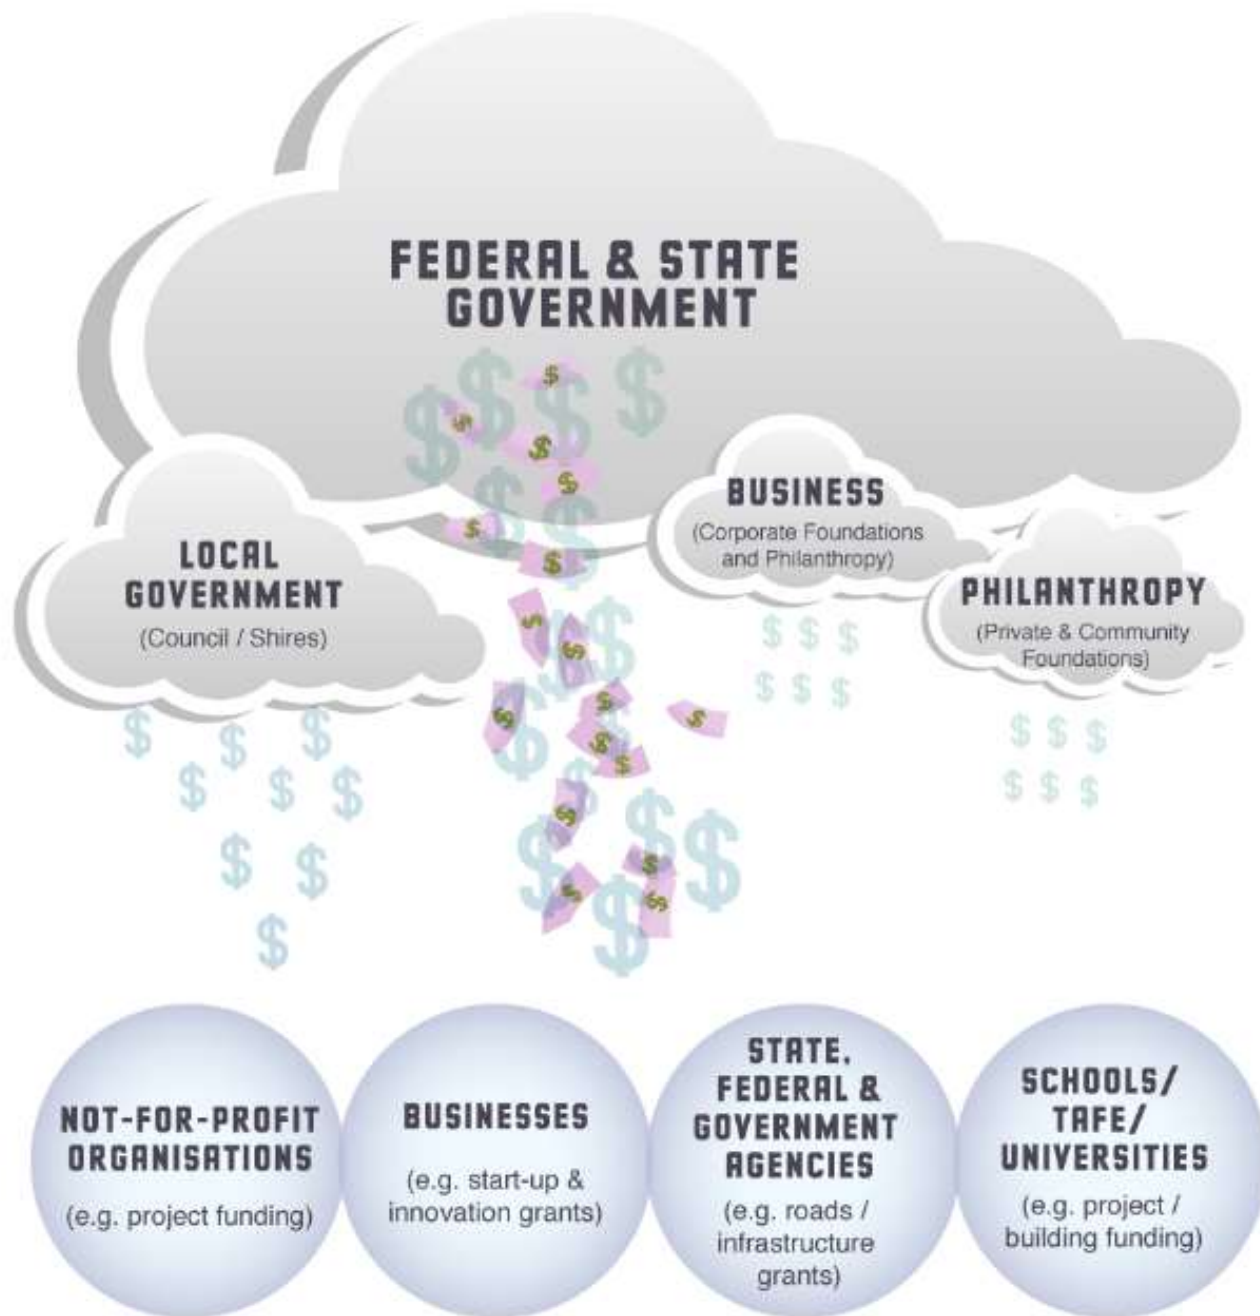 FEDERAL & STATE
GOVERNMENT
LOCAL
GOVERNMENT
(Council / Shires)
BUSINESS
(Corporate Foundations
and Philanthropy)
PHILANTHROPY
(Private & Community
Foundations)
NOT-FOR-PROFIT
ORGANISATIONS
(e.g. project funding)
BUSINESSES
(e.g. start-up &
innovation grants)
STATE,
FEDERAL &
GOVERNMENT
AGENCIES
(e.g. roads /
infrastructure
grants)
SCHOOLS/
TAFE/
UNIVERSITIES
(e.g. project /
building funding)